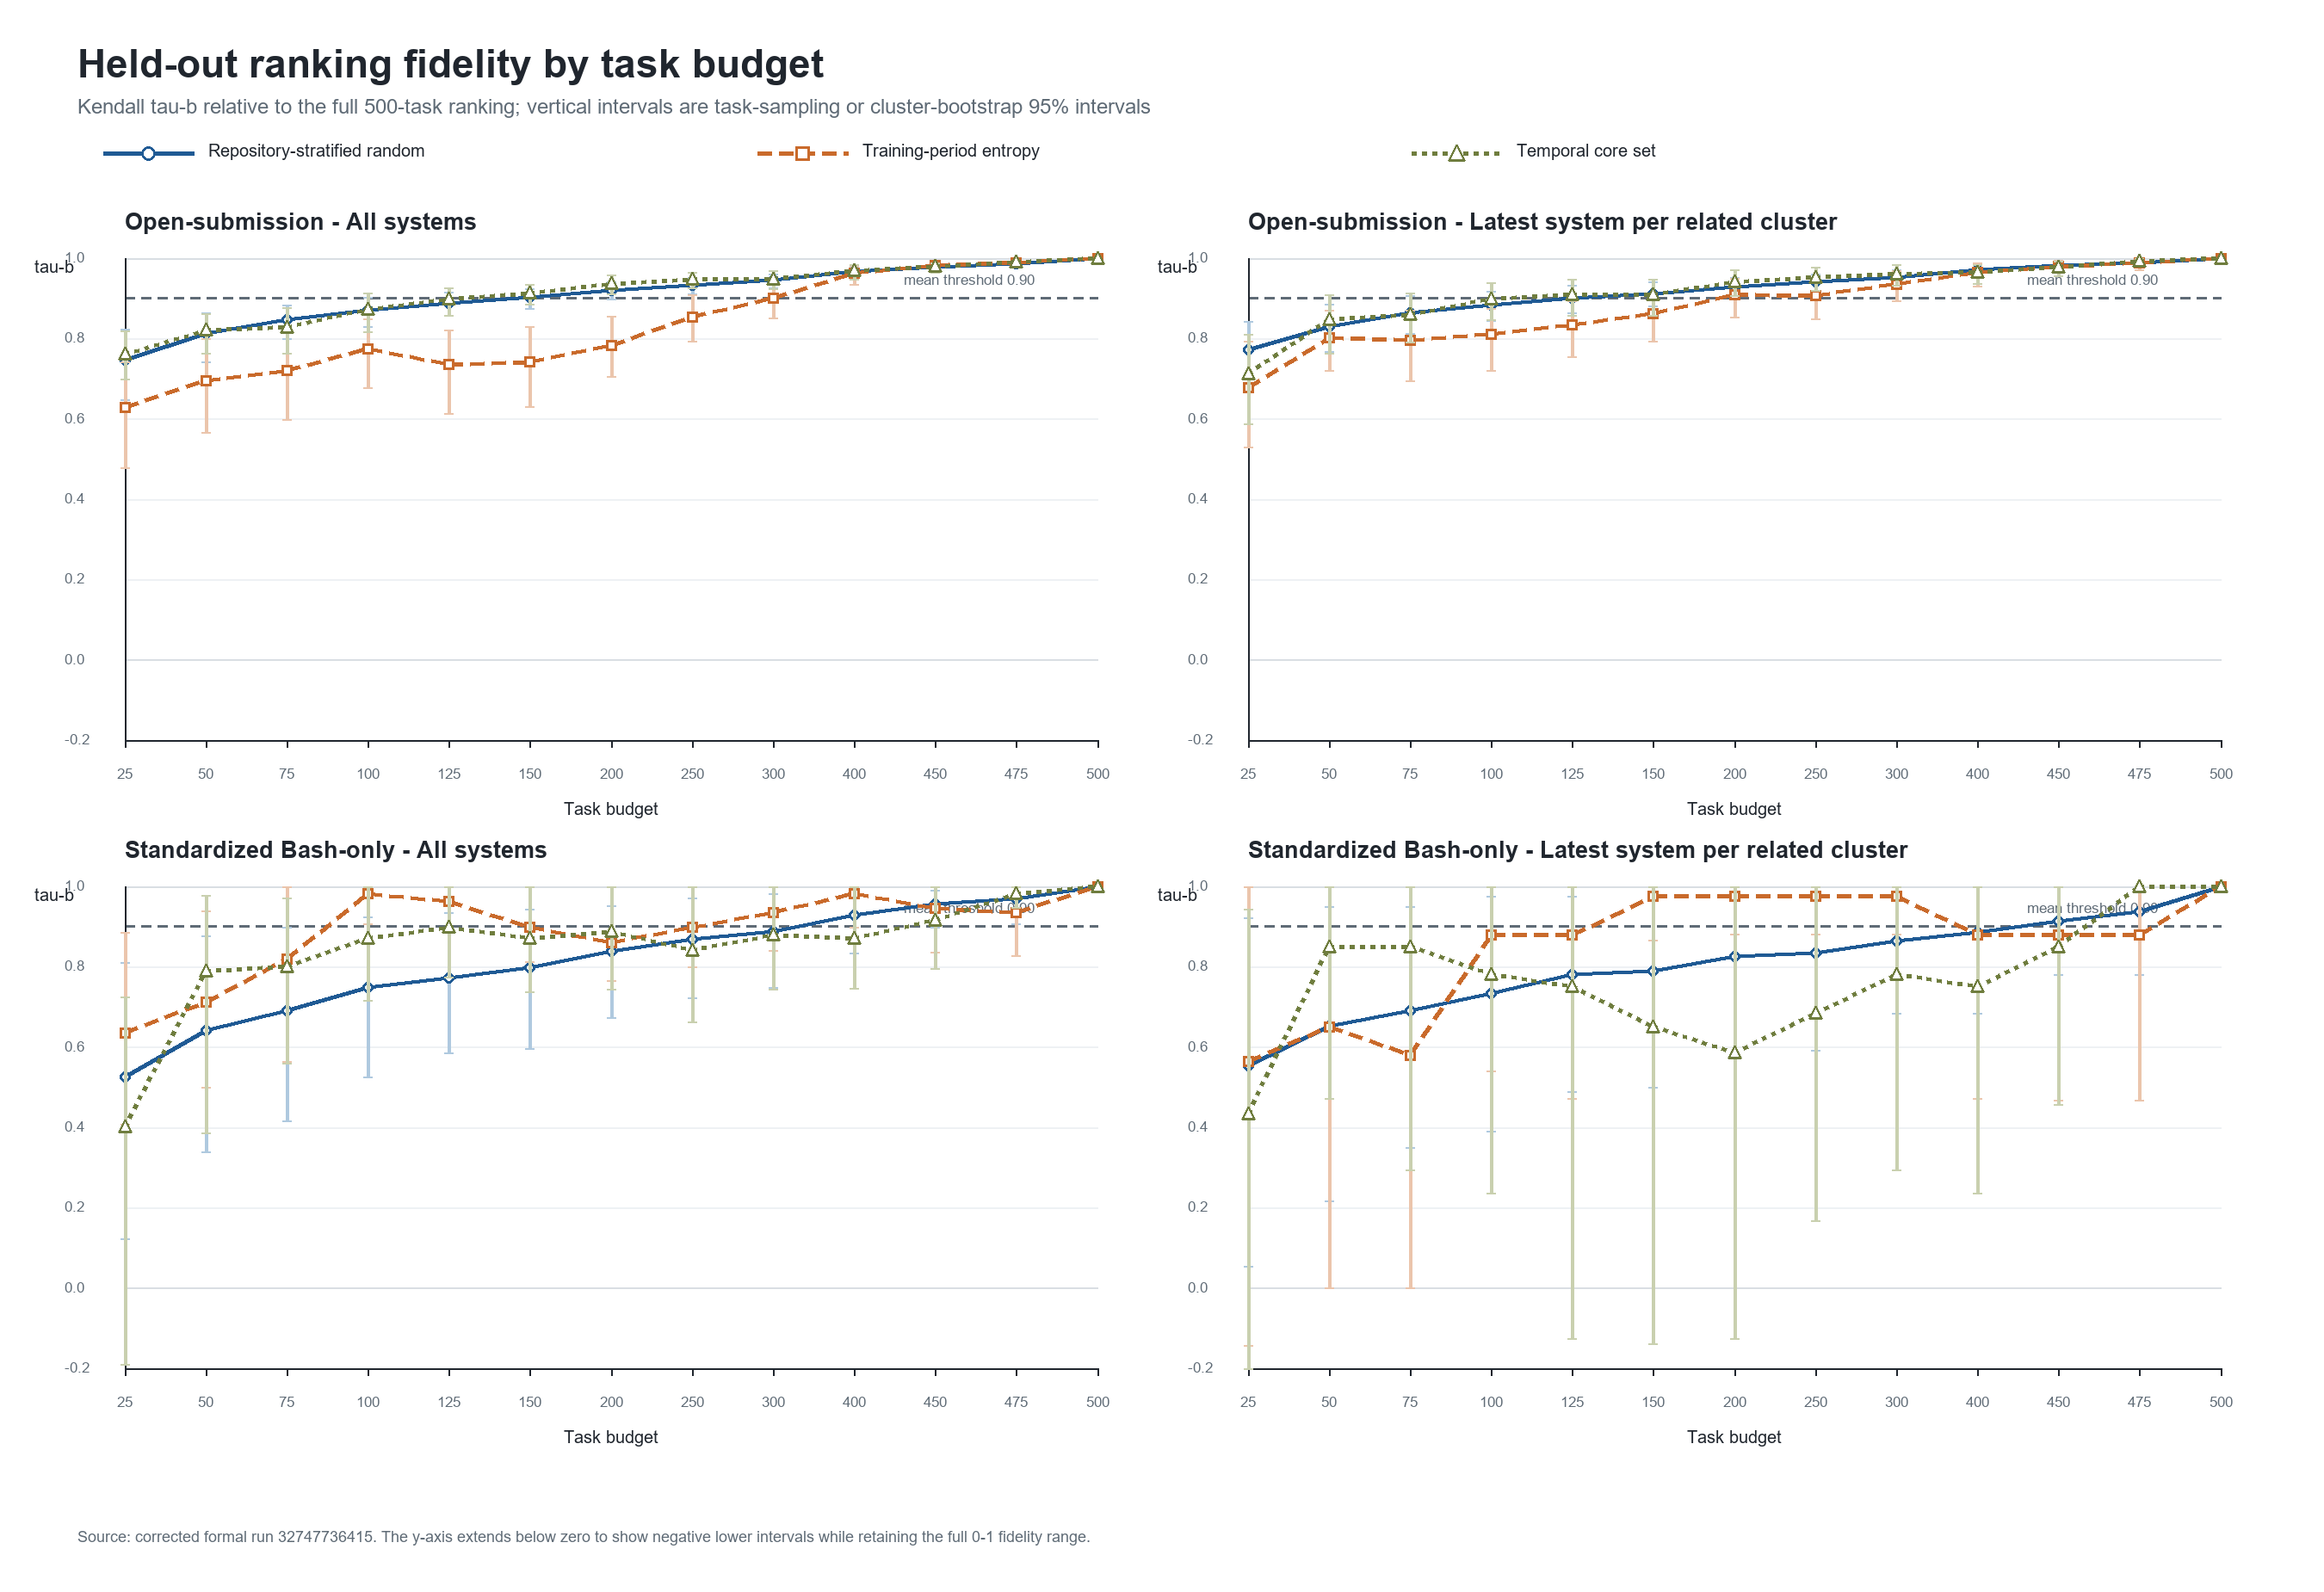 Held-out ranking fidelity by task budget
Kendall tau-b relative to the full 500-task ranking; vertical intervals are task-sampling or cluster-bootstrap 95% intervals
Repository-stratified random
Training-period entropy
Temporal core set
Open-submission - All systems
tau-b
1.0
0.8
0.6
0.4
0.2
0.0
-0.2
mean threshold 0.90
25 50 75 100 125 150 200 250 300 400 450 475 500
Task budget
Open-submission - Latest system per related cluster
tau-b
1.0
0.8
0.6
0.4
0.2
0.0
-0.2
mean threshold 0.90
25 50 75 100 125 150 200 250 300 400 450 475 500
Task budget
Standardized Bash-only - All systems
tau-b
1.0
0.8
0.6
0.4
0.2
0.0
-0.2
mean threshold 0.90
25 50 75 100 125 150 200 250 300 400 450 475 500
Task budget
Standardized Bash-only - Latest system per related cluster
tau-b
1.0
0.8
0.6
0.4
0.2
0.0
-0.2
mean threshold 0.90
25 50 75 100 125 150 200 250 300 400 450 475 500
Task budget
Source: corrected formal run 32747736415. The y-axis extends below zero to show negative lower intervals while retaining the full 0-1 fidelity range.